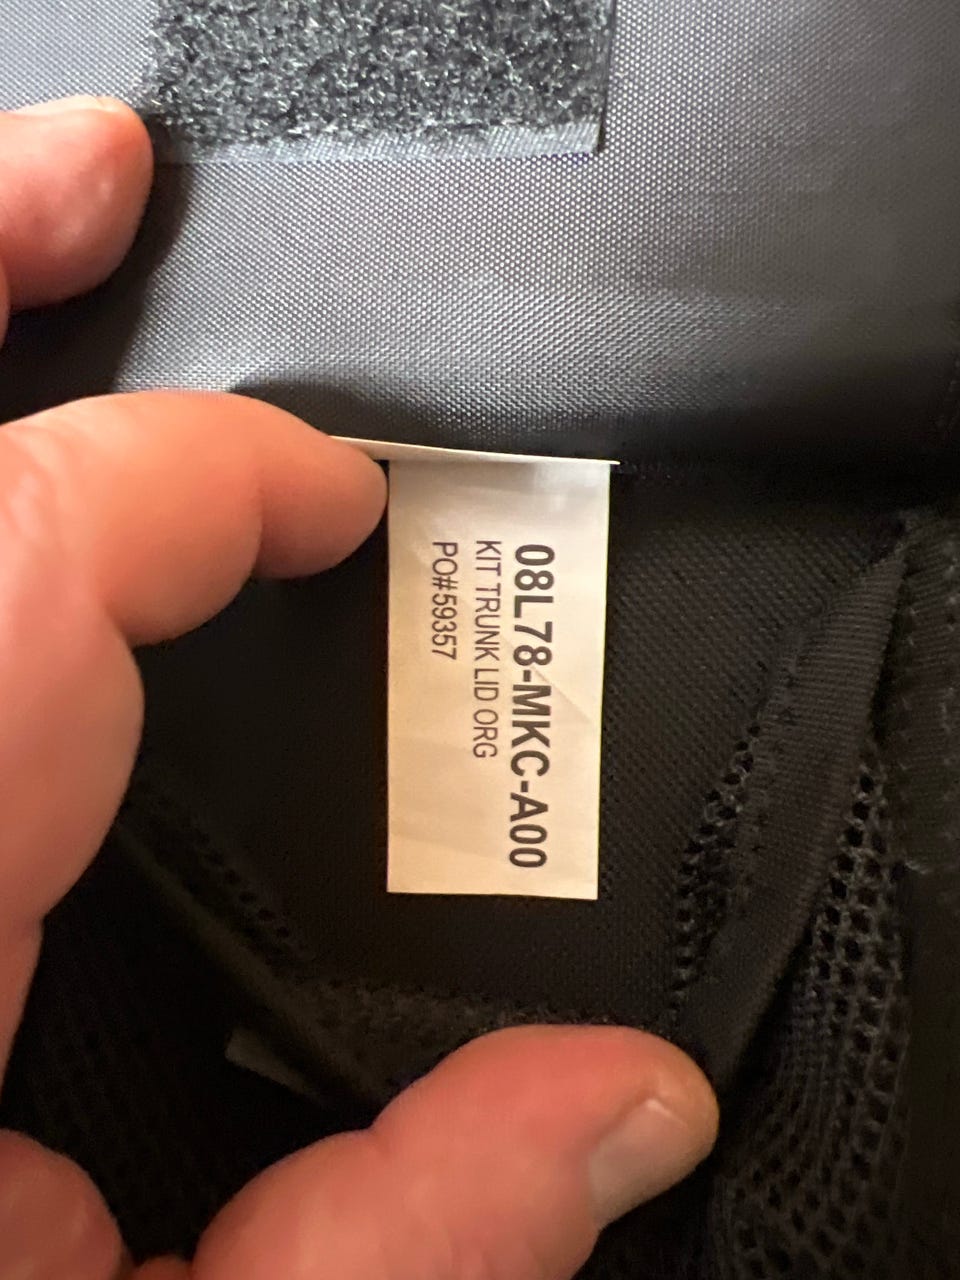 08L78-MKC-A00
KIT TRUNK LID ORG
PO#59357